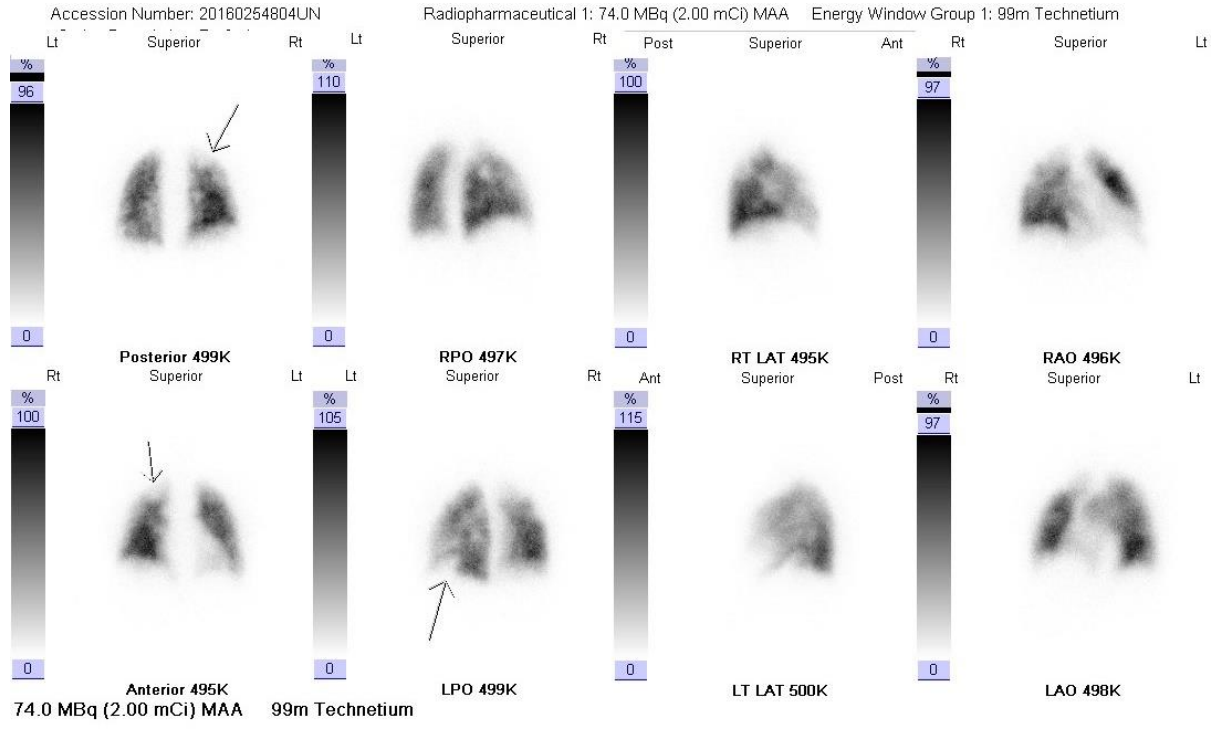 Accession Number: 20160254804UN Radiopharmaceutical 1: 74.0 MBq (2.00 mCi) MAA Energy Window Group 1: 99m Technetium
Lt Superior Rt Lt Superior Rt Post Superior Ant Rt Superior Lt
% % % %
96 110 100 97
0 0 0 0
Posterior 499K RPO 497K RT LAT 495K RAO 496K
Rt Superior Lt Lt Superior Rt Ant Superior Post Rt Superior Lt
% % % %
100 105 115 97
0 0 0 0
Anterior 495K LPO 499K LT LAT 500K LAO 498K
74.0 MBq (2.00 mCi) MAA 99m Technetium